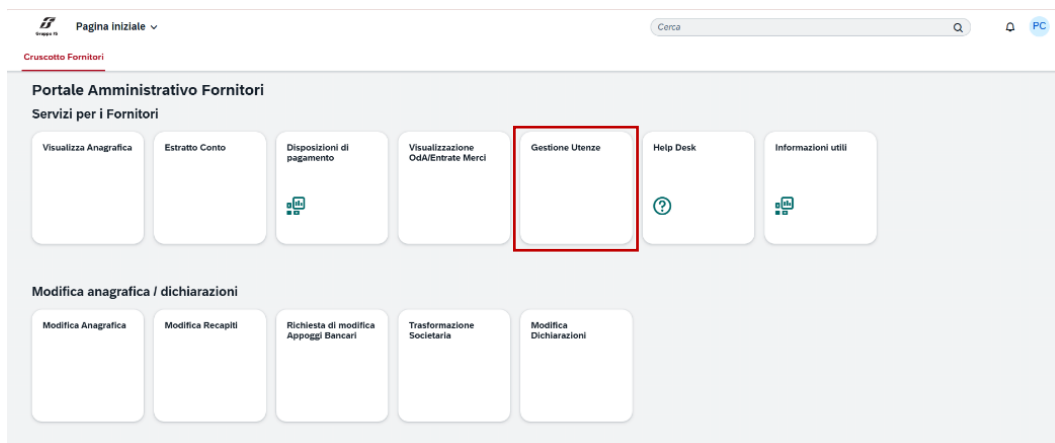 Gruppo FS
Pagina iniziale
Cerca
PC
Cruscotto Fornitori
Portale Amministrativo Fornitori
Servizi per i Fornitori
Visualizza Anagrafica
Estratto Conto
Disposizioni di
pagamento
Visualizzazione
OdA/Entrate Merci
Gestione Utenze
Help Desk
Informazioni utili
Modifica anagrafica / dichiarazioni
Modifica Anagrafica
Modifica Recapiti
Richiesta di modifica
Appoggi Bancari
Trasformazione
Societaria
Modifica
Dichiarazioni